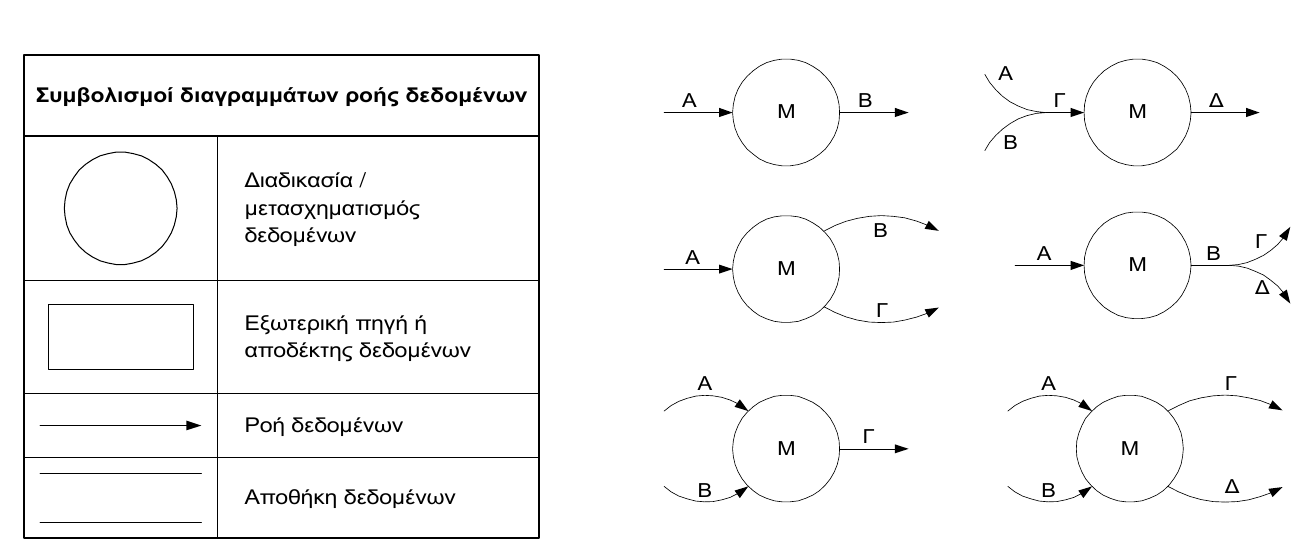 Συμβολισμοί διαγραμμάτων ροής δεδομένων
Διαδικασία /
μετασχηματισμός
δεδομένων
Εξωτερική πηγή ή
αποδέκτης δεδομένων
Ροή δεδομένων
Αποθήκη δεδομένων
Α Μ Β
Α
Β
Γ Μ Δ
Α Μ Β
Γ
Α Μ Β Γ
Δ
Α
Β
Μ Γ
Α
Β
Μ
Γ
Δ